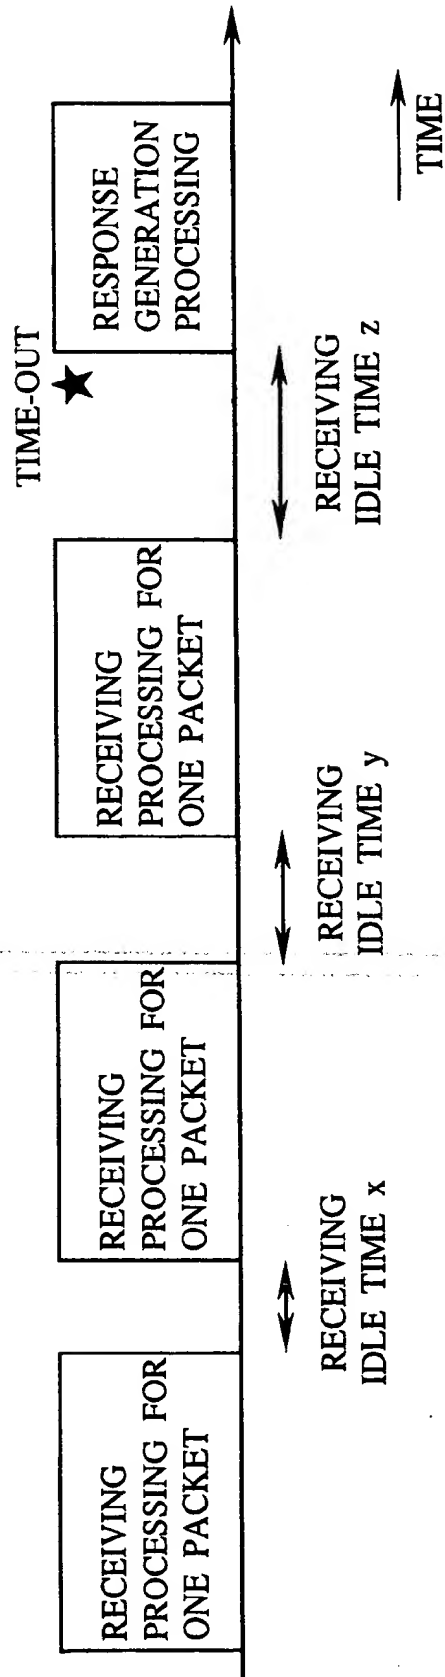 RECEIVING
PROCESSING FOR
ONE PACKET
RECEIVING
IDLE TIME x
RECEIVING
PROCESSING FOR
ONE PACKET
RECEIVING
IDLE TIME y
RECEIVING
PROCESSING FOR
ONE PACKET
RECEIVING
IDLE TIME z
TIME-OUT
RESPONSE
GENERATION
PROCESSING
TIME